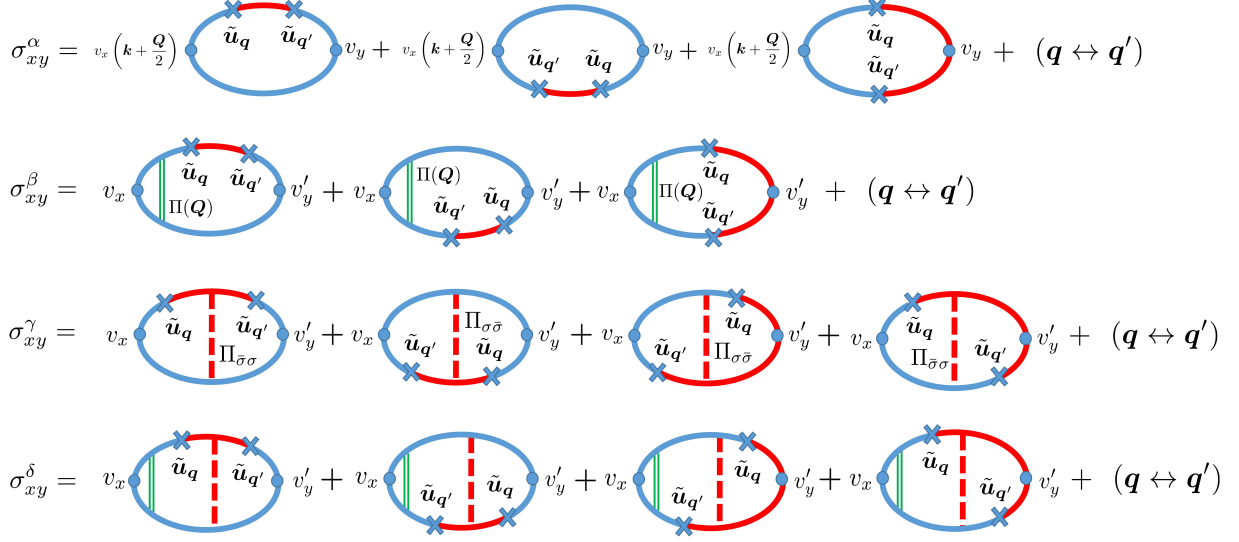 σ^α_{xy} = v_x(k + Q/2) ũ_q ũ_{q'} v_y + v_x(k + Q/2) ũ_{q'} ũ_q v_y + v_x(k + Q/2) ũ_q ũ_{q'} v_y + (q ↔ q')
σ^β_{xy} = v_x Π(Q) ũ_q ũ_{q'} v'_y + v_x Π(Q) ũ_{q'} ũ_q v'_y + v_x Π(Q) ũ_q ũ_{q'} v'_y + (q ↔ q')
σ^γ_{xy} = v_x ũ_q ũ_{q'} Π_{σ̄σ} v'_y + v_x ũ_{q'} Π_{σσ̄} ũ_q v'_y + v_x ũ_{q'} ũ_q Π_{σσ̄} v'_y + v_x ũ_q Π_{σ̄σ} ũ_{q'} v'_y + (q ↔ q')
σ^δ_{xy} = v_x ũ_q ũ_{q'} v'_y + v_x ũ_{q'} ũ_q v'_y + v_x ũ_{q'} ũ_q v'_y + v_x ũ_q ũ_{q'} v'_y + (q ↔ q')